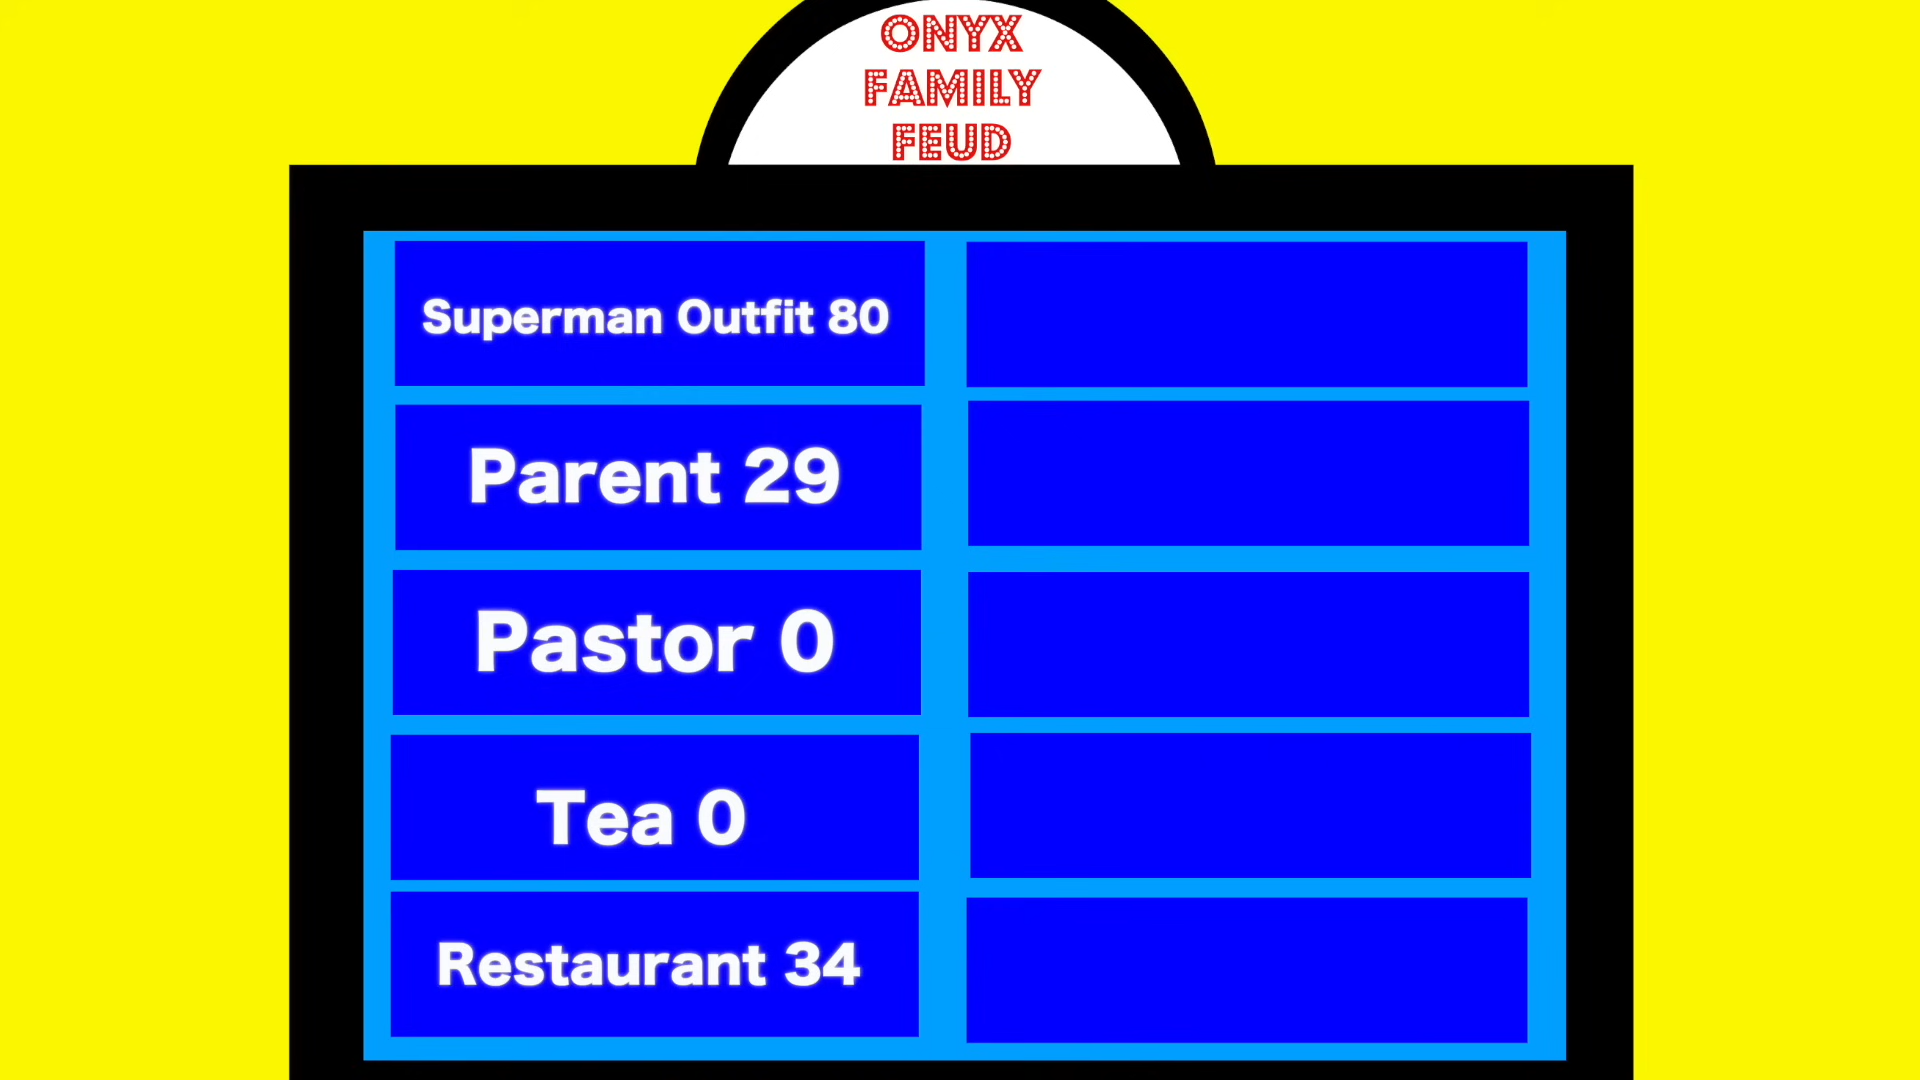 ONYX
FAMILY
FEUD
Superman Outfit 80
Parent 29
Pastor 0
Tea 0
Restaurant 34